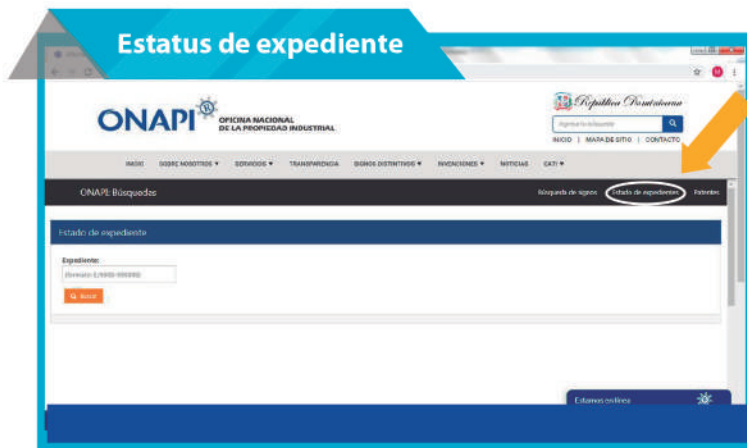 Estatus de expediente
República Dominicana
ONAPI
OFICINA NACIONAL
DE LA PROPIEDAD INDUSTRIAL
INICIO | MAPA DE SITIO | CONTACTO
INICIO SOBRE NOSOTROS SERVICIOS TRANSPARENCIA SIGNOS DISTINTIVOS INVENCIONES NOTICIAS CATI
ONAPI: Búsquedas Búsqueda de signos Estado de expedientes Patentes
Estado de expediente
Expediente:
Buscar
Estamos en línea